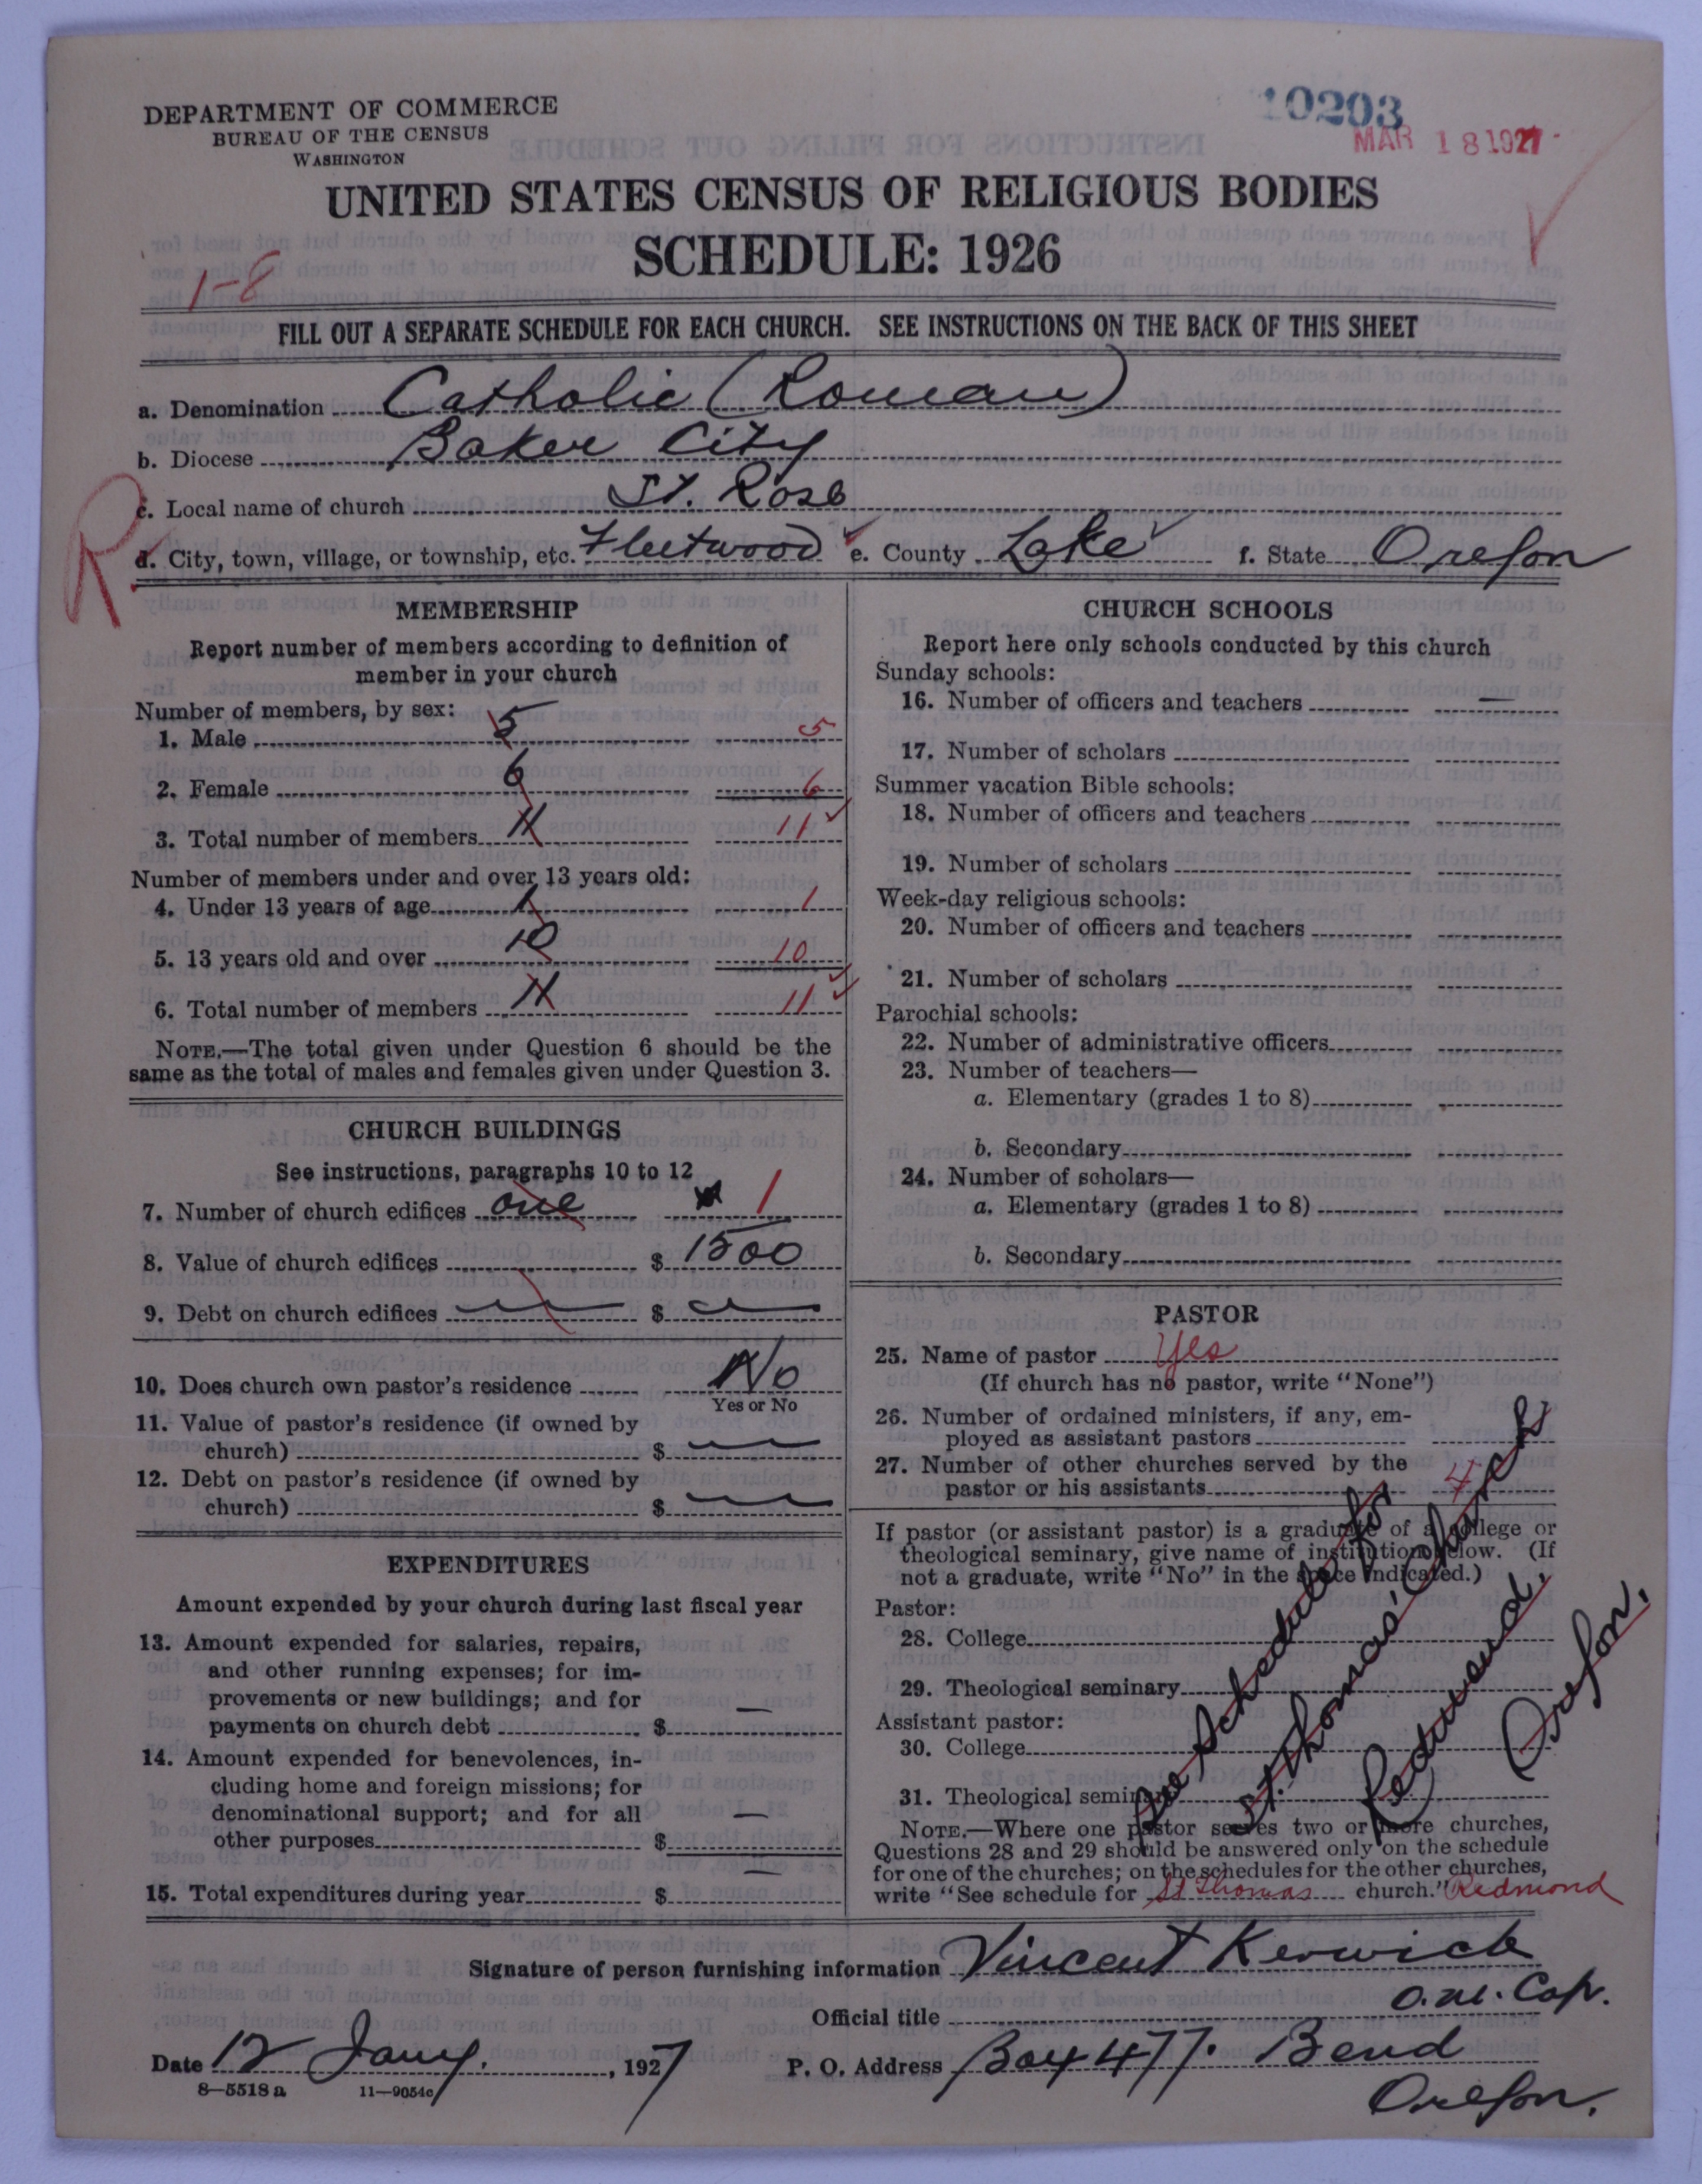 DEPARTMENT OF COMMERCE
BUREAU OF THE CENSUS
WASHINGTON
10203
MAR 18 1927
UNITED STATES CENSUS OF RELIGIOUS BODIES
SCHEDULE: 1926
1-8
FILL OUT A SEPARATE SCHEDULE FOR EACH CHURCH. SEE INSTRUCTIONS ON THE BACK OF THIS SHEET
a. Denomination Catholic (Roman)
b. Diocese Baker City
c. Local name of church St. Rose
R
d. City, town, village, or township, etc. Fleetwood e. County Lake f. State Oregon
MEMBERSHIP
Report number of members according to definition of
member in your church
Number of members, by sex:
1. Male 5 5
2. Female 6 6
3. Total number of members 11 11
Number of members under and over 13 years old:
4. Under 13 years of age 1 1
5. 13 years old and over 10 10
6. Total number of members 11 11
NOTE.—The total given under Question 6 should be the
same as the total of males and females given under Question 3.
CHURCH BUILDINGS
See instructions, paragraphs 10 to 12
7. Number of church edifices one 1
8. Value of church edifices $ 1500
9. Debt on church edifices — $ —
10. Does church own pastor's residence No
Yes or No
11. Value of pastor's residence (if owned by
church) $ —
12. Debt on pastor's residence (if owned by
church) $ —
EXPENDITURES
Amount expended by your church during last fiscal year
13. Amount expended for salaries, repairs,
and other running expenses; for im-
provements or new buildings; and for
payments on church debt $ —
14. Amount expended for benevolences, in-
cluding home and foreign missions; for
denominational support; and for all
other purposes $ —
15. Total expenditures during year $ —
CHURCH SCHOOLS
Report here only schools conducted by this church
Sunday schools:
16. Number of officers and teachers —
17. Number of scholars
Summer vacation Bible schools:
18. Number of officers and teachers
19. Number of scholars
Week-day religious schools:
20. Number of officers and teachers
21. Number of scholars
Parochial schools:
22. Number of administrative officers
23. Number of teachers—
a. Elementary (grades 1 to 8)
b. Secondary
24. Number of scholars—
a. Elementary (grades 1 to 8)
b. Secondary
PASTOR
25. Name of pastor Yes
(If church has no pastor, write "None")
26. Number of ordained ministers, if any, em-
ployed as assistant pastors
27. Number of other churches served by the
pastor or his assistants 4
If pastor (or assistant pastor) is a graduate of a college or
theological seminary, give name of institution below. (If
not a graduate, write "No" in the space indicated.)
Pastor:
28. College
29. Theological seminary
Assistant pastor:
30. College
31. Theological seminary
See Schedule for
St. Thomas' Church
Redmond,
Oregon.
NOTE.—Where one pastor serves two or more churches,
Questions 28 and 29 should be answered only on the schedule
for one of the churches; on the schedules for the other churches,
write "See schedule for St Thomas church." Redmond
Signature of person furnishing information Vincent Kerwick
Official title O.M. Cap.
Date 12 Jany. , 1927 P. O. Address Box 477. Bend
Oregon.
8—5518 a 11—9054c